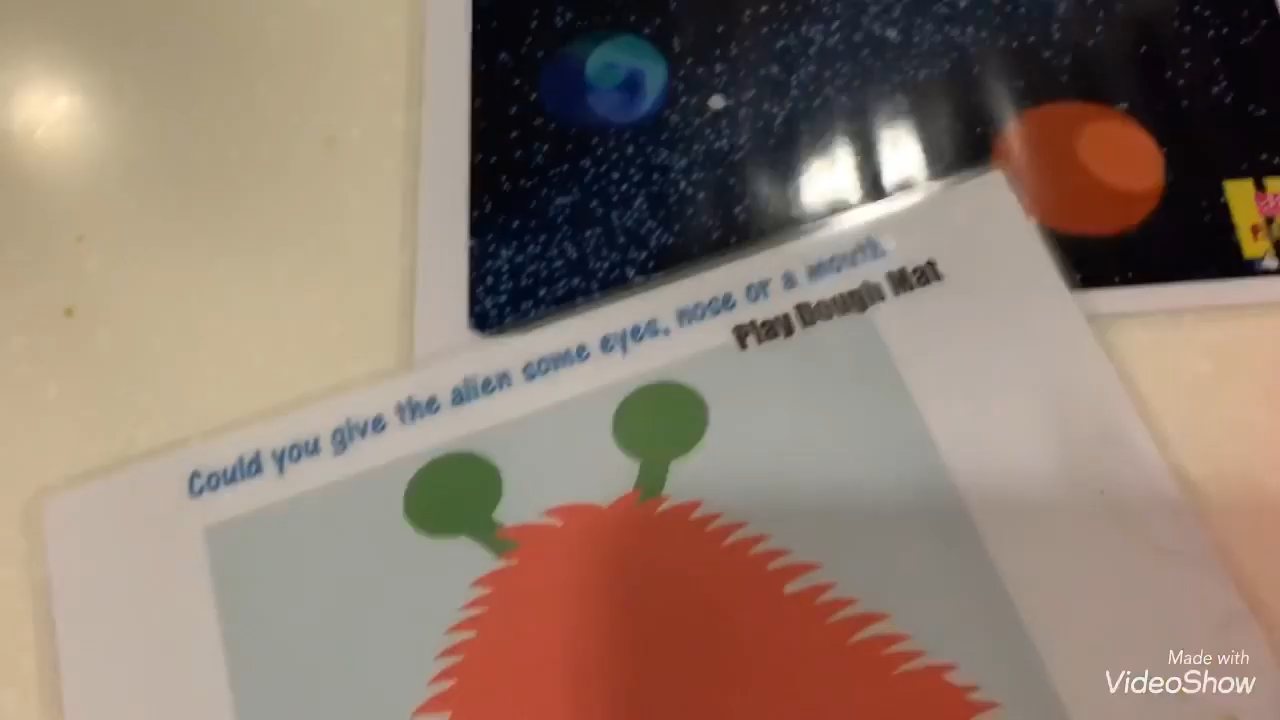 Could you give the alien some eyes, nose or a mouth.
Play Dough Mat
Made with
VideoShow